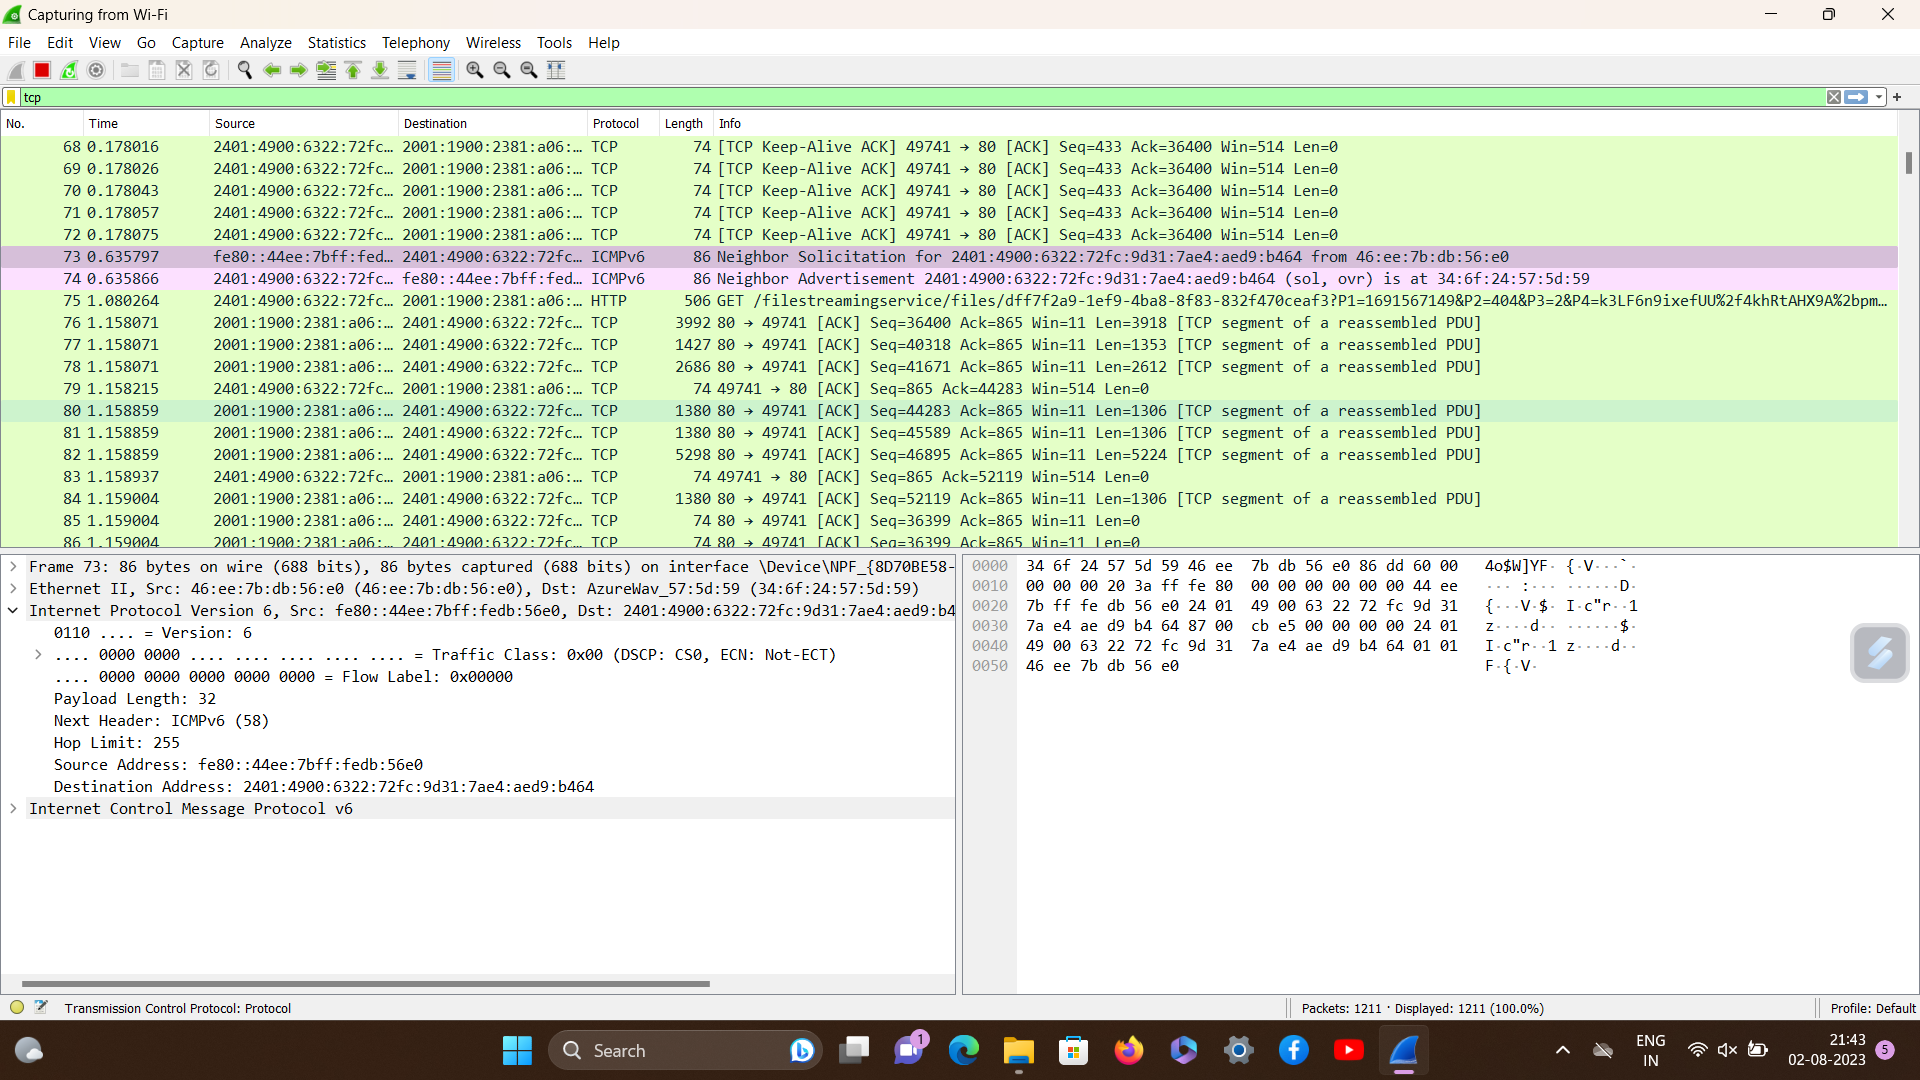 Capturing from Wi-Fi
File Edit View Go Capture Analyze Statistics Telephony Wireless Tools Help
tcp
No. Time Source Destination Protocol Length Info
68 0.178016 2401:4900:6322:72fc… 2001:1900:2381:a06:… TCP 74 [TCP Keep-Alive ACK] 49741 → 80 [ACK] Seq=433 Ack=36400 Win=514 Len=0
69 0.178026 2401:4900:6322:72fc… 2001:1900:2381:a06:… TCP 74 [TCP Keep-Alive ACK] 49741 → 80 [ACK] Seq=433 Ack=36400 Win=514 Len=0
70 0.178043 2401:4900:6322:72fc… 2001:1900:2381:a06:… TCP 74 [TCP Keep-Alive ACK] 49741 → 80 [ACK] Seq=433 Ack=36400 Win=514 Len=0
71 0.178057 2401:4900:6322:72fc… 2001:1900:2381:a06:… TCP 74 [TCP Keep-Alive ACK] 49741 → 80 [ACK] Seq=433 Ack=36400 Win=514 Len=0
72 0.178075 2401:4900:6322:72fc… 2001:1900:2381:a06:… TCP 74 [TCP Keep-Alive ACK] 49741 → 80 [ACK] Seq=433 Ack=36400 Win=514 Len=0
73 0.635797 fe80::44ee:7bff:fed… 2401:4900:6322:72fc… ICMPv6 86 Neighbor Solicitation for 2401:4900:6322:72fc:9d31:7ae4:aed9:b464 from 46:ee:7b:db:56:e0
74 0.635866 2401:4900:6322:72fc… fe80::44ee:7bff:fed… ICMPv6 86 Neighbor Advertisement 2401:4900:6322:72fc:9d31:7ae4:aed9:b464 (sol, ovr) is at 34:6f:24:57:5d:59
75 1.080264 2401:4900:6322:72fc… 2001:1900:2381:a06:… HTTP 506 GET /filestreamingservice/files/dff7f2a9-1ef9-4ba8-8f83-832f470ceaf3?P1=1691567149&P2=404&P3=2&P4=k3LF6n9ixefUU%2f4khRtAHX9A%2bpm…
76 1.158071 2001:1900:2381:a06:… 2401:4900:6322:72fc… TCP 3992 80 → 49741 [ACK] Seq=36400 Ack=865 Win=11 Len=3918 [TCP segment of a reassembled PDU]
77 1.158071 2001:1900:2381:a06:… 2401:4900:6322:72fc… TCP 1427 80 → 49741 [ACK] Seq=40318 Ack=865 Win=11 Len=1353 [TCP segment of a reassembled PDU]
78 1.158071 2001:1900:2381:a06:… 2401:4900:6322:72fc… TCP 2686 80 → 49741 [ACK] Seq=41671 Ack=865 Win=11 Len=2612 [TCP segment of a reassembled PDU]
79 1.158215 2401:4900:6322:72fc… 2001:1900:2381:a06:… TCP 74 49741 → 80 [ACK] Seq=865 Ack=44283 Win=514 Len=0
80 1.158859 2001:1900:2381:a06:… 2401:4900:6322:72fc… TCP 1380 80 → 49741 [ACK] Seq=44283 Ack=865 Win=11 Len=1306 [TCP segment of a reassembled PDU]
81 1.158859 2001:1900:2381:a06:… 2401:4900:6322:72fc… TCP 1380 80 → 49741 [ACK] Seq=45589 Ack=865 Win=11 Len=1306 [TCP segment of a reassembled PDU]
82 1.158859 2001:1900:2381:a06:… 2401:4900:6322:72fc… TCP 5298 80 → 49741 [ACK] Seq=46895 Ack=865 Win=11 Len=5224 [TCP segment of a reassembled PDU]
83 1.158937 2401:4900:6322:72fc… 2001:1900:2381:a06:… TCP 74 49741 → 80 [ACK] Seq=865 Ack=52119 Win=514 Len=0
84 1.159004 2001:1900:2381:a06:… 2401:4900:6322:72fc… TCP 1380 80 → 49741 [ACK] Seq=52119 Ack=865 Win=11 Len=1306 [TCP segment of a reassembled PDU]
85 1.159004 2001:1900:2381:a06:… 2401:4900:6322:72fc… TCP 74 80 → 49741 [ACK] Seq=36399 Ack=865 Win=11 Len=0
86 1.159004 2001:1900:2381:a06:… 2401:4900:6322:72fc… TCP 74 80 → 49741 [ACK] Seq=36399 Ack=865 Win=11 Len=0
Frame 73: 86 bytes on wire (688 bits), 86 bytes captured (688 bits) on interface \Device\NPF_{8D70BE58-
Ethernet II, Src: 46:ee:7b:db:56:e0 (46:ee:7b:db:56:e0), Dst: AzureWav_57:5d:59 (34:6f:24:57:5d:59)
Internet Protocol Version 6, Src: fe80::44ee:7bff:fedb:56e0, Dst: 2401:4900:6322:72fc:9d31:7ae4:aed9:b4
0110 .... = Version: 6
.... 0000 0000 .... .... .... .... .... = Traffic Class: 0x00 (DSCP: CS0, ECN: Not-ECT)
.... 0000 0000 0000 0000 0000 = Flow Label: 0x00000
Payload Length: 32
Next Header: ICMPv6 (58)
Hop Limit: 255
Source Address: fe80::44ee:7bff:fedb:56e0
Destination Address: 2401:4900:6322:72fc:9d31:7ae4:aed9:b464
Internet Control Message Protocol v6
0000 34 6f 24 57 5d 59 46 ee 7b db 56 e0 86 dd 60 00 4o$W]YF· {·V···`·
0010 00 00 00 20 3a ff fe 80 00 00 00 00 00 00 44 ee ··· :··· ······D·
0020 7b ff fe db 56 e0 24 01 49 00 63 22 72 fc 9d 31 {···V·$· I·c"r··1
0030 7a e4 ae d9 b4 64 87 00 cb e5 00 00 00 00 24 01 z····d·· ······$·
0040 49 00 63 22 72 fc 9d 31 7a e4 ae d9 b4 64 01 01 I·c"r··1 z····d··
0050 46 ee 7b db 56 e0 F·{·V·
Transmission Control Protocol: Protocol
Packets: 1211 · Displayed: 1211 (100.0%)
Profile: Default
Search
1
ENG
IN
21:43
02-08-2023
5